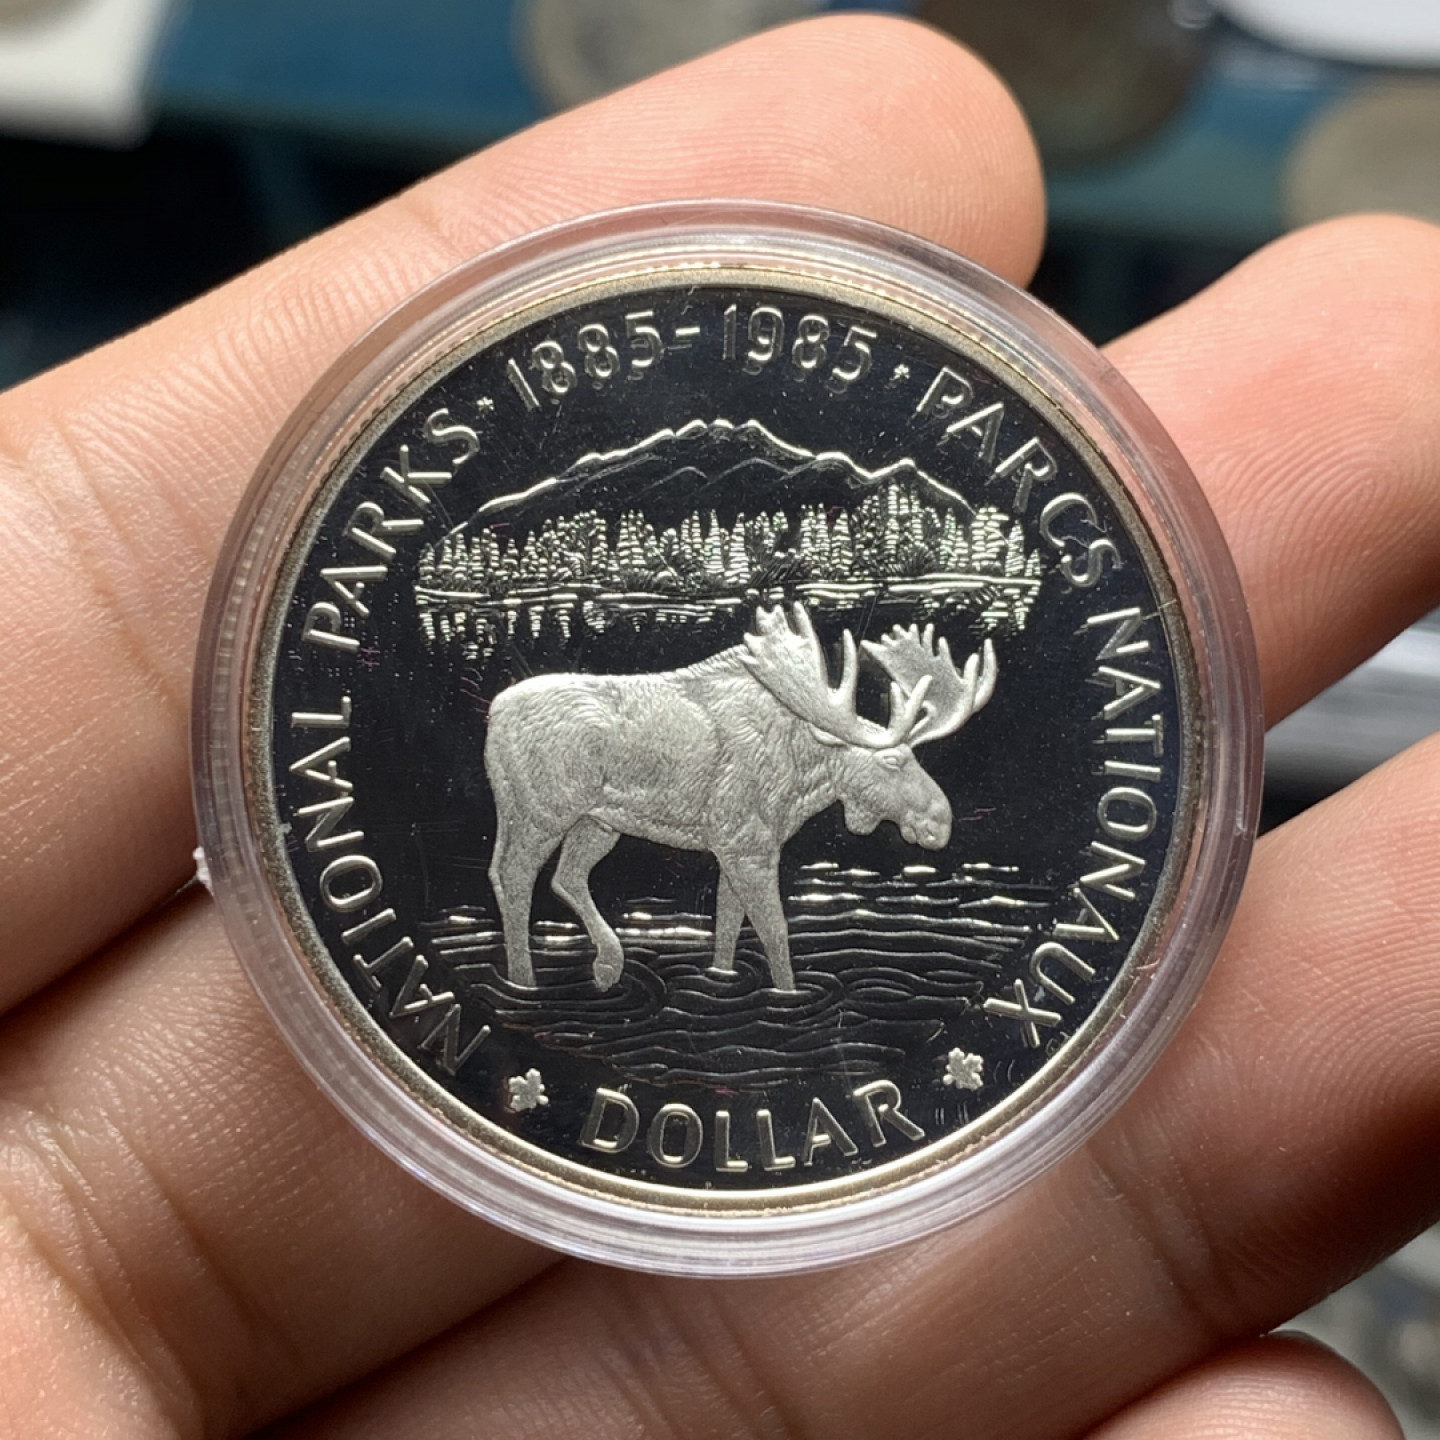 NATIONAL PARKS · 1885-1985 · PARCS NATIONAUX
DOLLAR